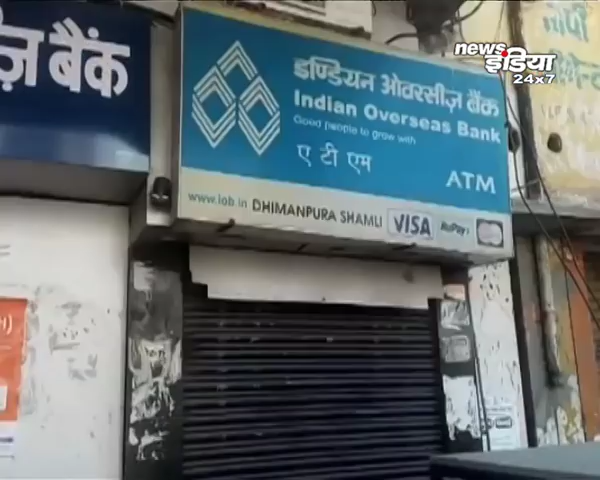 news
इंडिया
24x7
ज़ बैंक
इण्डियन ओवरसीज़ बैंक
Indian Overseas Bank
Good people to grow with
ए टी एम
ATM
www.iob.in DHIMANPURA SHAMLI VISA RuPay